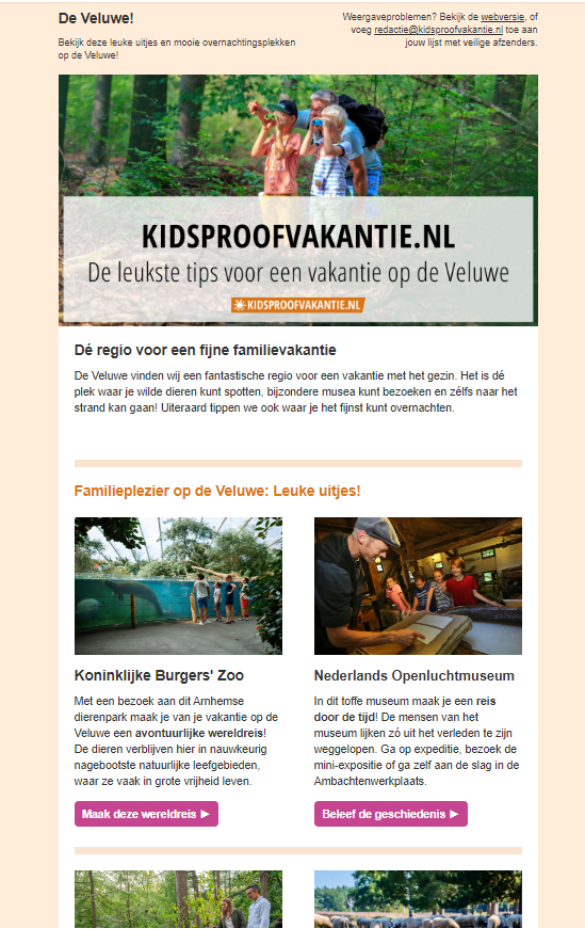 De Veluwe!
Bekijk deze leuke uitjes en mooie overnachtingsplekken
op de Veluwe!
Weergaveproblemen? Bekijk de webversie, of
voeg redactie@kidsproofvakantie.nl toe aan
jouw lijst met veilige afzenders.
KIDSPROOFVAKANTIE.NL
De leukste tips voor een vakantie op de Veluwe
KIDSPROOFVAKANTIE.NL
Dé regio voor een fijne familievakantie
De Veluwe vinden wij een fantastische regio voor een vakantie met het gezin. Het is dé
plek waar je wilde dieren kunt spotten, bijzondere musea kunt bezoeken en zélfs naar het
strand kan gaan! Uiteraard tippen we ook waar je het fijnst kunt overnachten.
Familieplezier op de Veluwe: Leuke uitjes!
Koninklijke Burgers' Zoo
Met een bezoek aan dit Arnhemse
dierenpark maak je van je vakantie op de
Veluwe een avontuurlijke wereldreis!
De dieren verblijven hier in nauwkeurig
nagebootste natuurlijke leefgebieden,
waar ze vaak in grote vrijheid leven.
Maak deze wereldreis ►
Nederlands Openluchtmuseum
In dit toffe museum maak je een reis
door de tijd! De mensen van het
museum lijken zó uit het verleden te zijn
weggelopen. Ga op expeditie, bezoek de
mini-expositie of ga zelf aan de slag in de
Ambachtenwerkplaats.
Beleef de geschiedenis ►